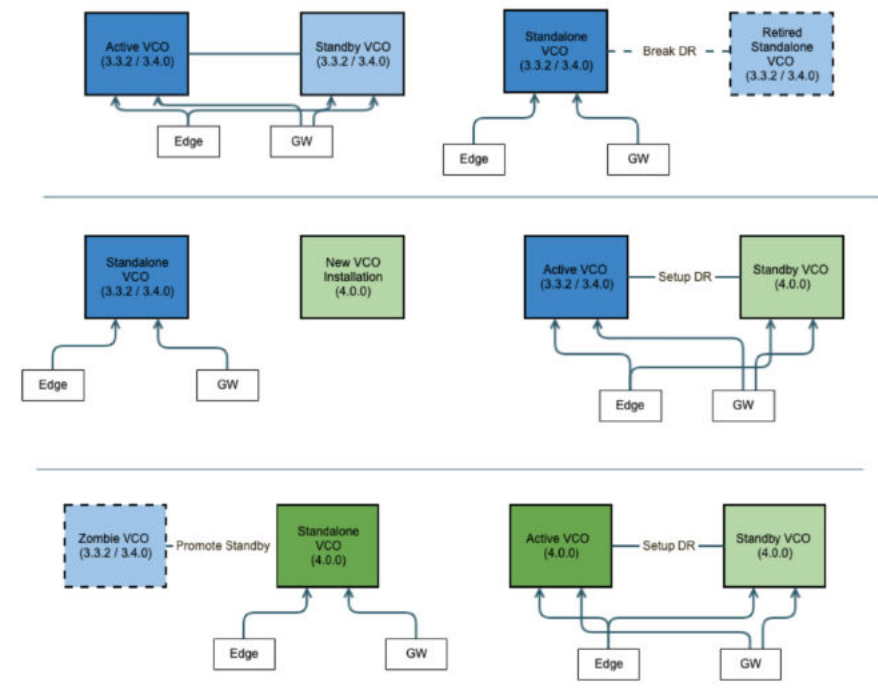 Active VCO
(3.3.2 / 3.4.0)
Standby VCO
(3.3.2 / 3.4.0)
Edge
GW
Standalone
VCO
(3.3.2 / 3.4.0)
Break DR
Retired
Standalone
VCO
(3.3.2 / 3.4.0)
Edge
GW
Standalone
VCO
(3.3.2 / 3.4.0)
New VCO
Installation
(4.0.0)
Edge
GW
Active VCO
(3.3.2 / 3.4.0)
Setup DR
Standby VCO
(4.0.0)
Edge
GW
Zombie VCO
(3.3.2 / 3.4.0)
Promote Standby
Standalone
VCO
(4.0.0)
Edge
GW
Active VCO
(4.0.0)
Setup DR
Standby VCO
(4.0.0)
Edge
GW